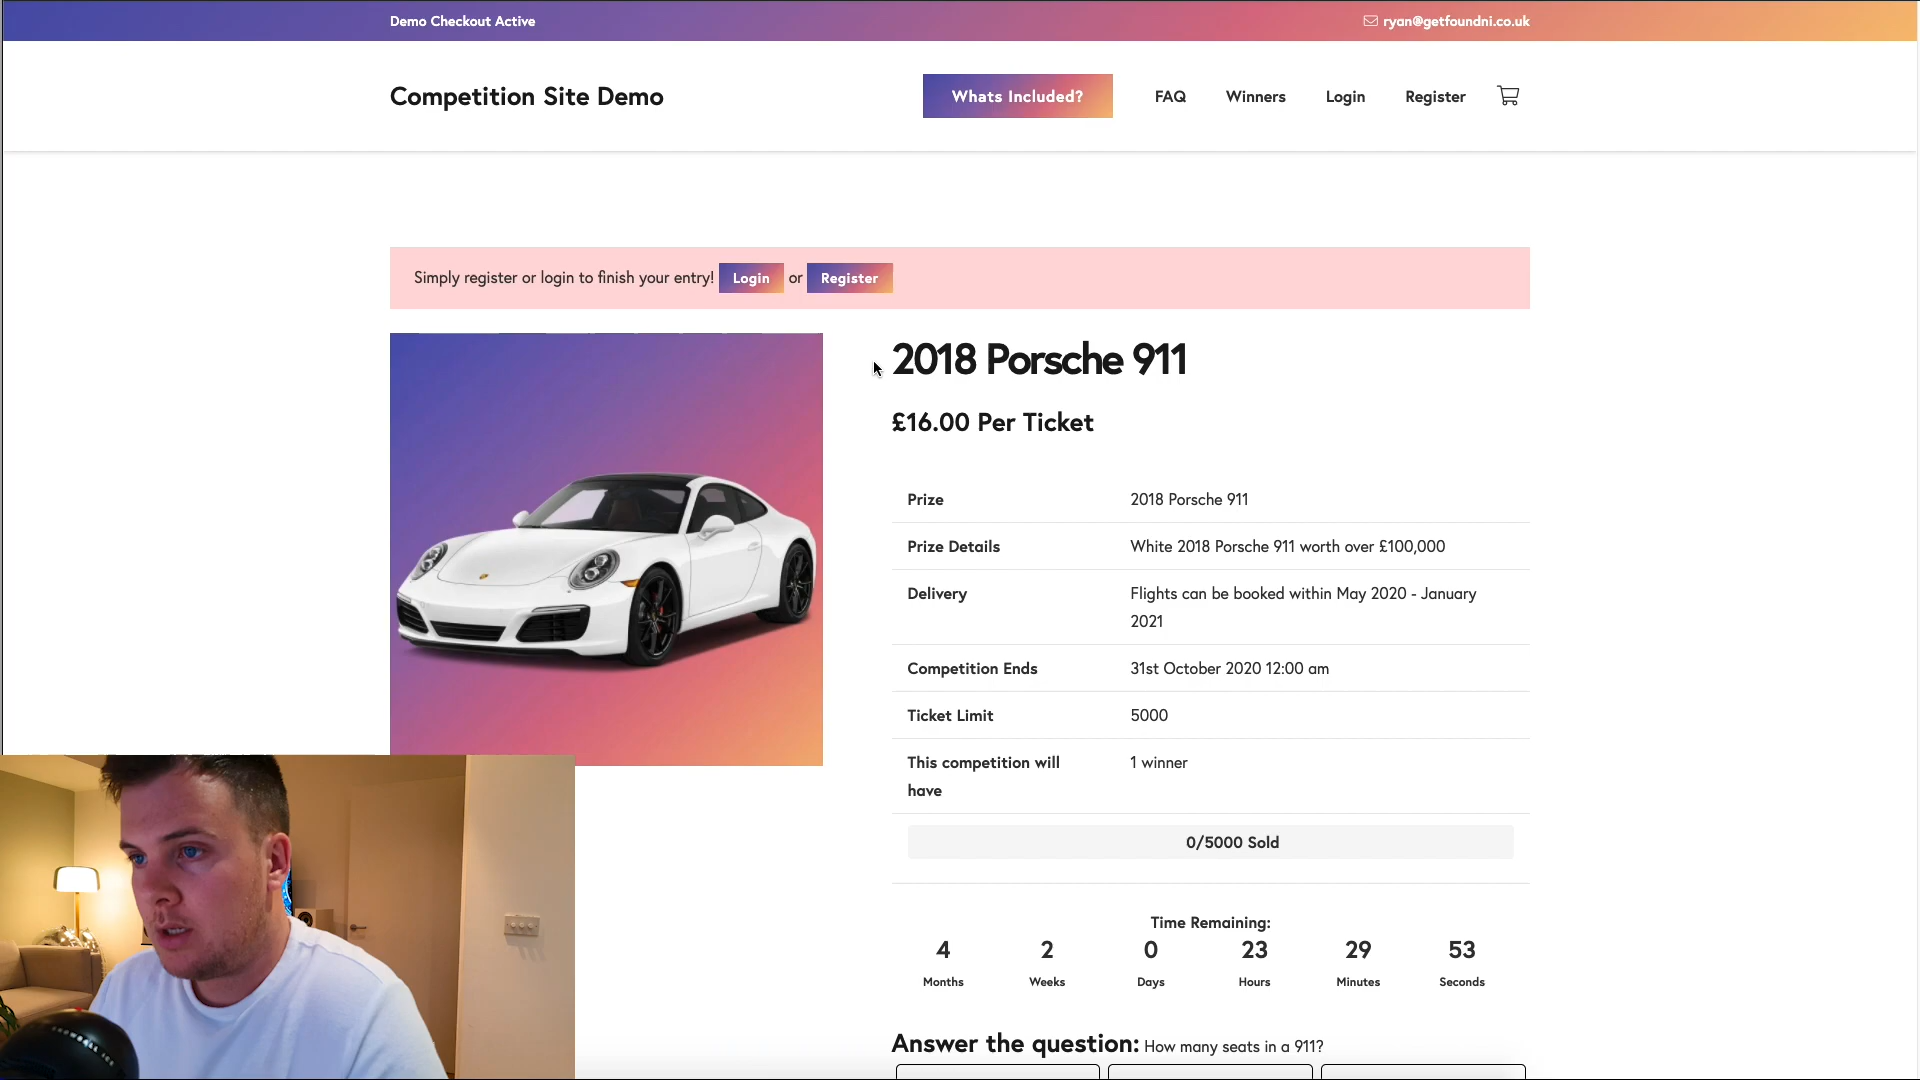 Demo Checkout Active
ryan@getfoundni.co.uk
Competition Site Demo
Whats Included?
FAQ
Winners
Login
Register
Simply register or login to finish your entry! Login or Register
2018 Porsche 911
£16.00 Per Ticket
Prize 2018 Porsche 911
Prize Details White 2018 Porsche 911 worth over £100,000
Delivery Flights can be booked within May 2020 - January
2021
Competition Ends 31st October 2020 12:00 am
Ticket Limit 5000
This competition will 1 winner
have
0/5000 Sold
Time Remaining:
4 2 0 23 29 53
Months Weeks Days Hours Minutes Seconds
Answer the question: How many seats in a 911?